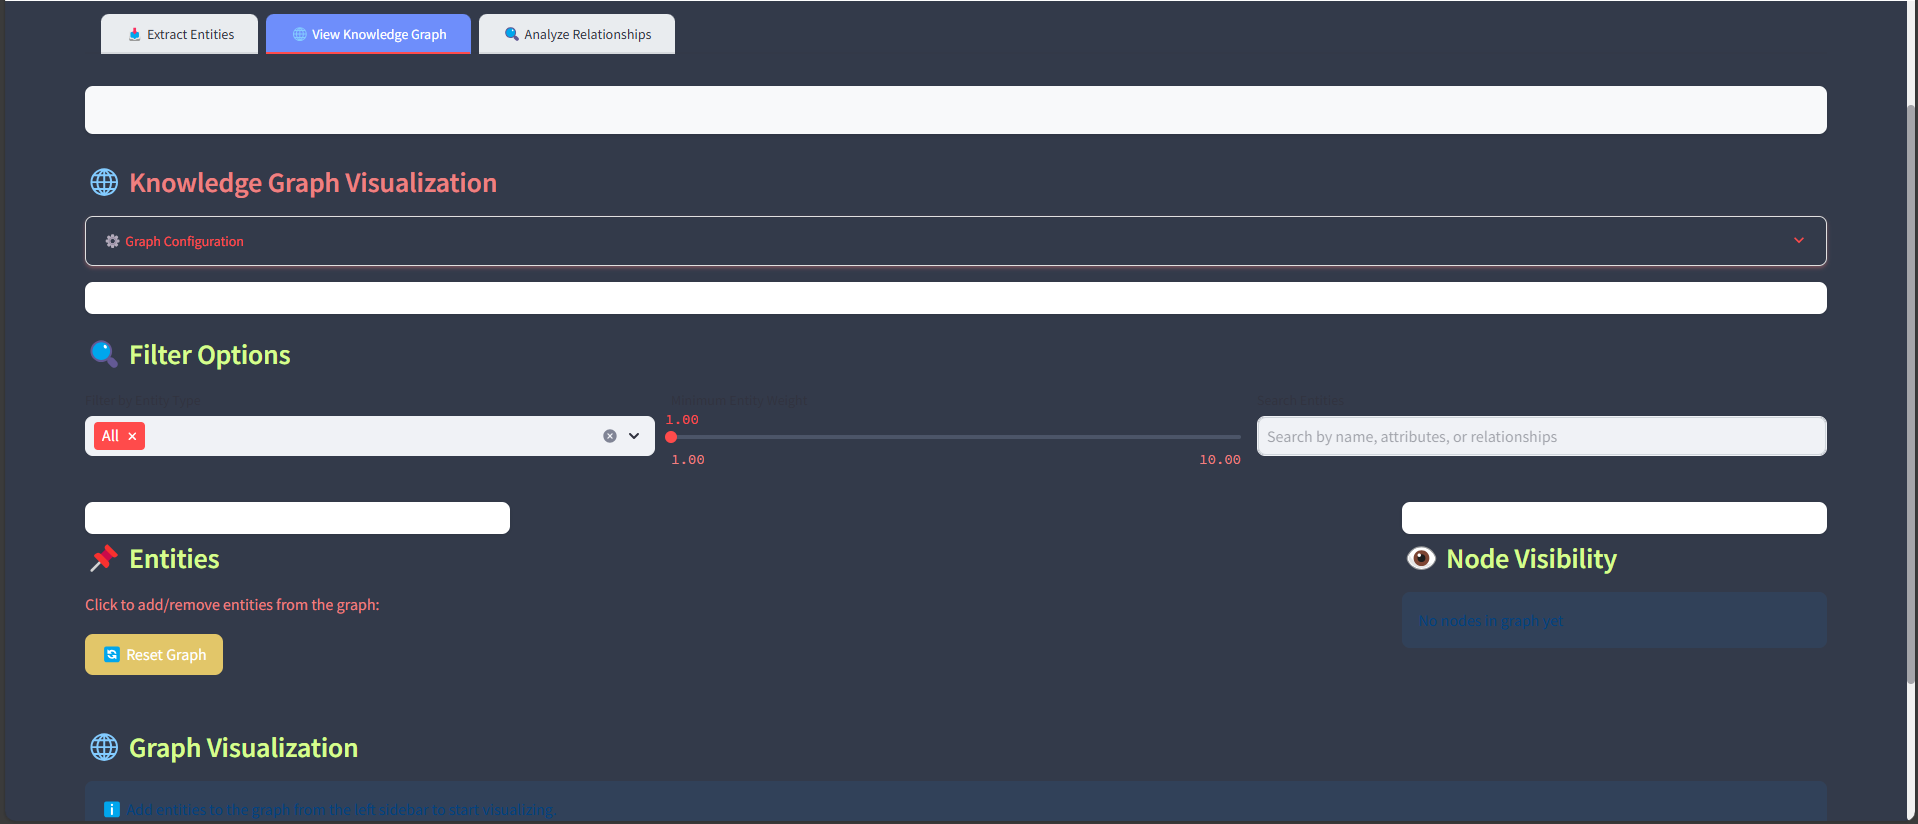 Extract Entities
View Knowledge Graph
Analyze Relationships
Knowledge Graph Visualization
Graph Configuration
Filter Options
Filter by Entity Type
Minimum Entity Weight
Search Entities
All ×
1.00
1.00
10.00
Search by name, attributes, or relationships
Entities
Node Visibility
Click to add/remove entities from the graph:
No nodes in graph yet
Reset Graph
Graph Visualization
Add entities to the graph from the left sidebar to start visualizing.